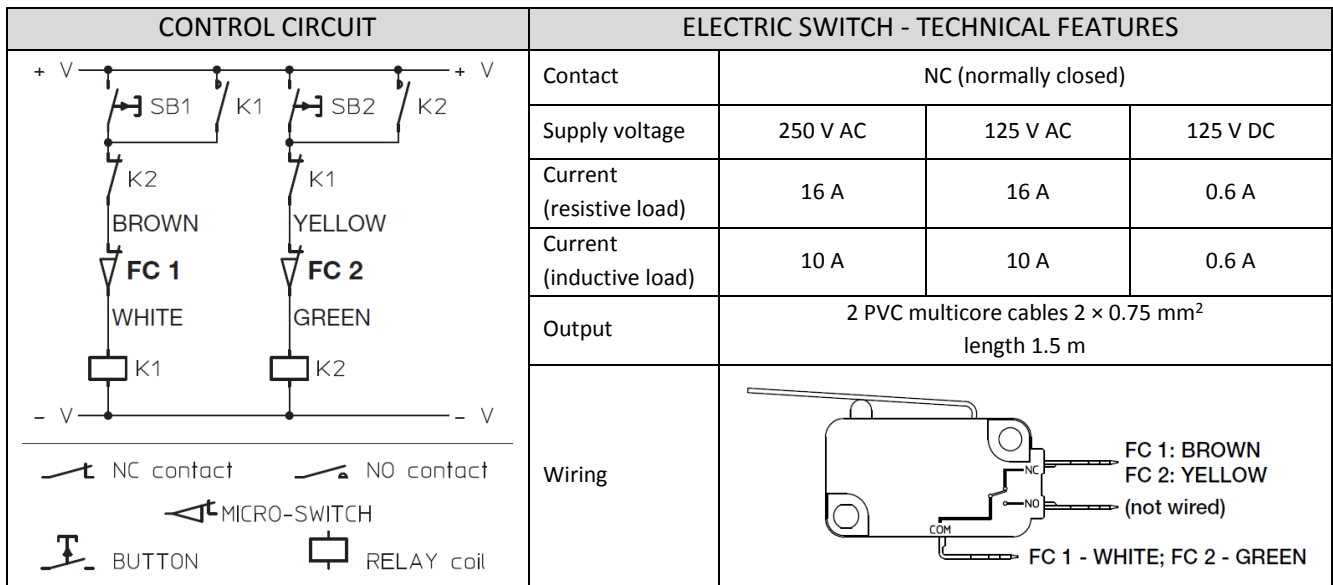 CONTROL CIRCUIT
ELECTRIC SWITCH - TECHNICAL FEATURES
+ V
+ V
SB1
K1
SB2
K2
K2
K1
BROWN
YELLOW
FC 1
FC 2
WHITE
GREEN
K1
K2
– V
– V
NC contact
NO contact
MICRO-SWITCH
BUTTON
RELAY coil
Contact
NC (normally closed)
Supply voltage
250 V AC
125 V AC
125 V DC
Current
(resistive load)
16 A
16 A
0.6 A
Current
(inductive load)
10 A
10 A
0.6 A
Output
2 PVC multicore cables 2 × 0.75 mm²
length 1.5 m
Wiring
NC
NO
COM
FC 1: BROWN
FC 2: YELLOW
(not wired)
FC 1 - WHITE; FC 2 - GREEN